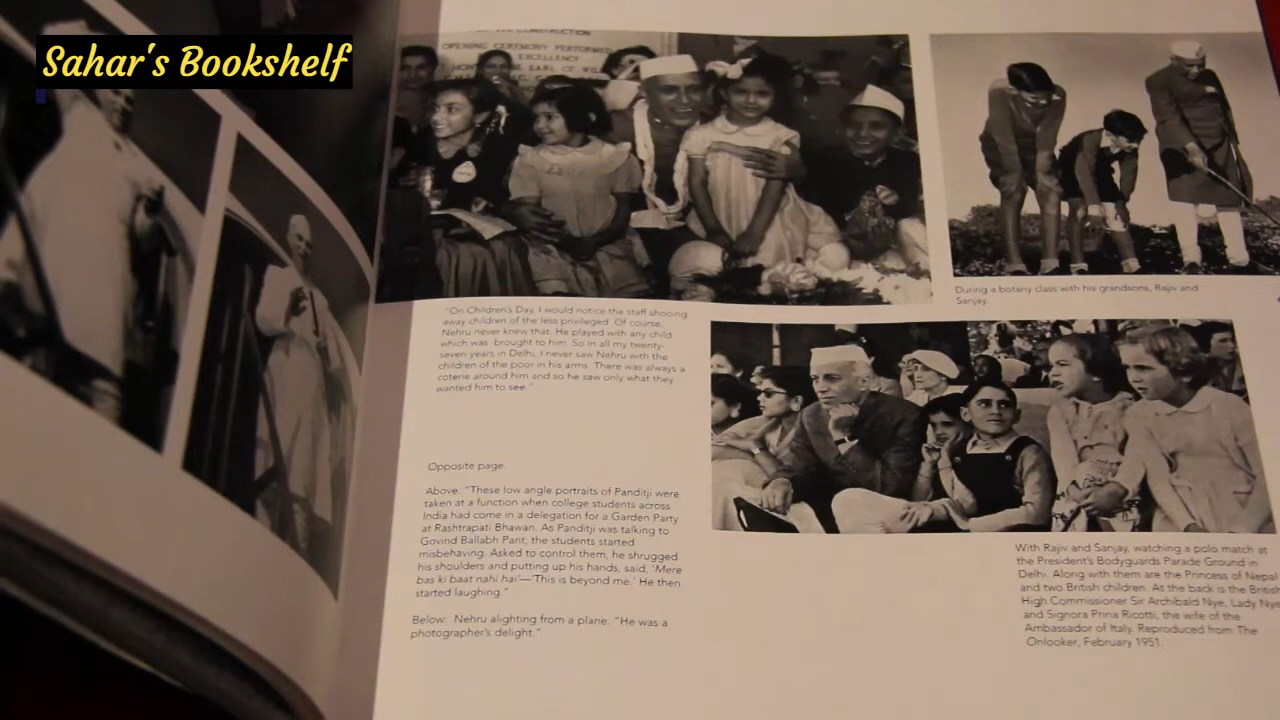 Sahar's Bookshelf
CONSTRUCTION
OPENING CEREMONY PERFORMED
EXCELLENCY
EARL OF
"On Children's Day, I would notice the staff shooing
away children of the less privileged. Of course,
Nehru never knew that. He played with any child
which was brought to him. So in all my twenty-
seven years in Delhi, I never saw Nehru with the
children of the poor in his arms. There was always a
coterie around him and so he saw only what they
wanted him to see."
During a botany class with his grandsons, Rajiv and
Sanjay.
Opposite page:
Above: "These low angle portraits of Panditji were
taken at a function when college students across
India had come in a delegation for a Garden Party
at Rashtrapati Bhawan. As Panditji was talking to
Govind Ballabh Pant, the students started
misbehaving. Asked to control them, he shrugged
his shoulders and putting up his hands, said, 'Mere
bas ki baat nahi hai'—'This is beyond me.' He then
started laughing."
Below: Nehru alighting from a plane. "He was a
photographer's delight."
With Rajiv and Sanjay, watching a polo match at
the President's Bodyguards Parade Ground in
Delhi. Along with them are the Princess of Nepal
and two British children. At the back is the British
High Commissioner Sir Archibald Nye, Lady Nye
and Signora Prina Ricotti, the wife of the
Ambassador of Italy. Reproduced from The
Onlooker, February 1951.